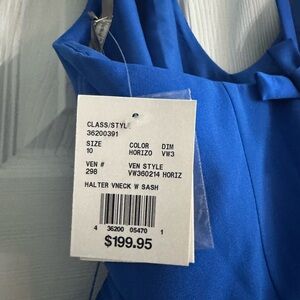 CLASS/STYLE
36200391
SIZE COLOR DIM
10 HORIZO VW3
VEN # VEN STYLE
298 VW360214 HORIZ
HALTER VNECK W SASH
4 36200 05470 1
$199.95